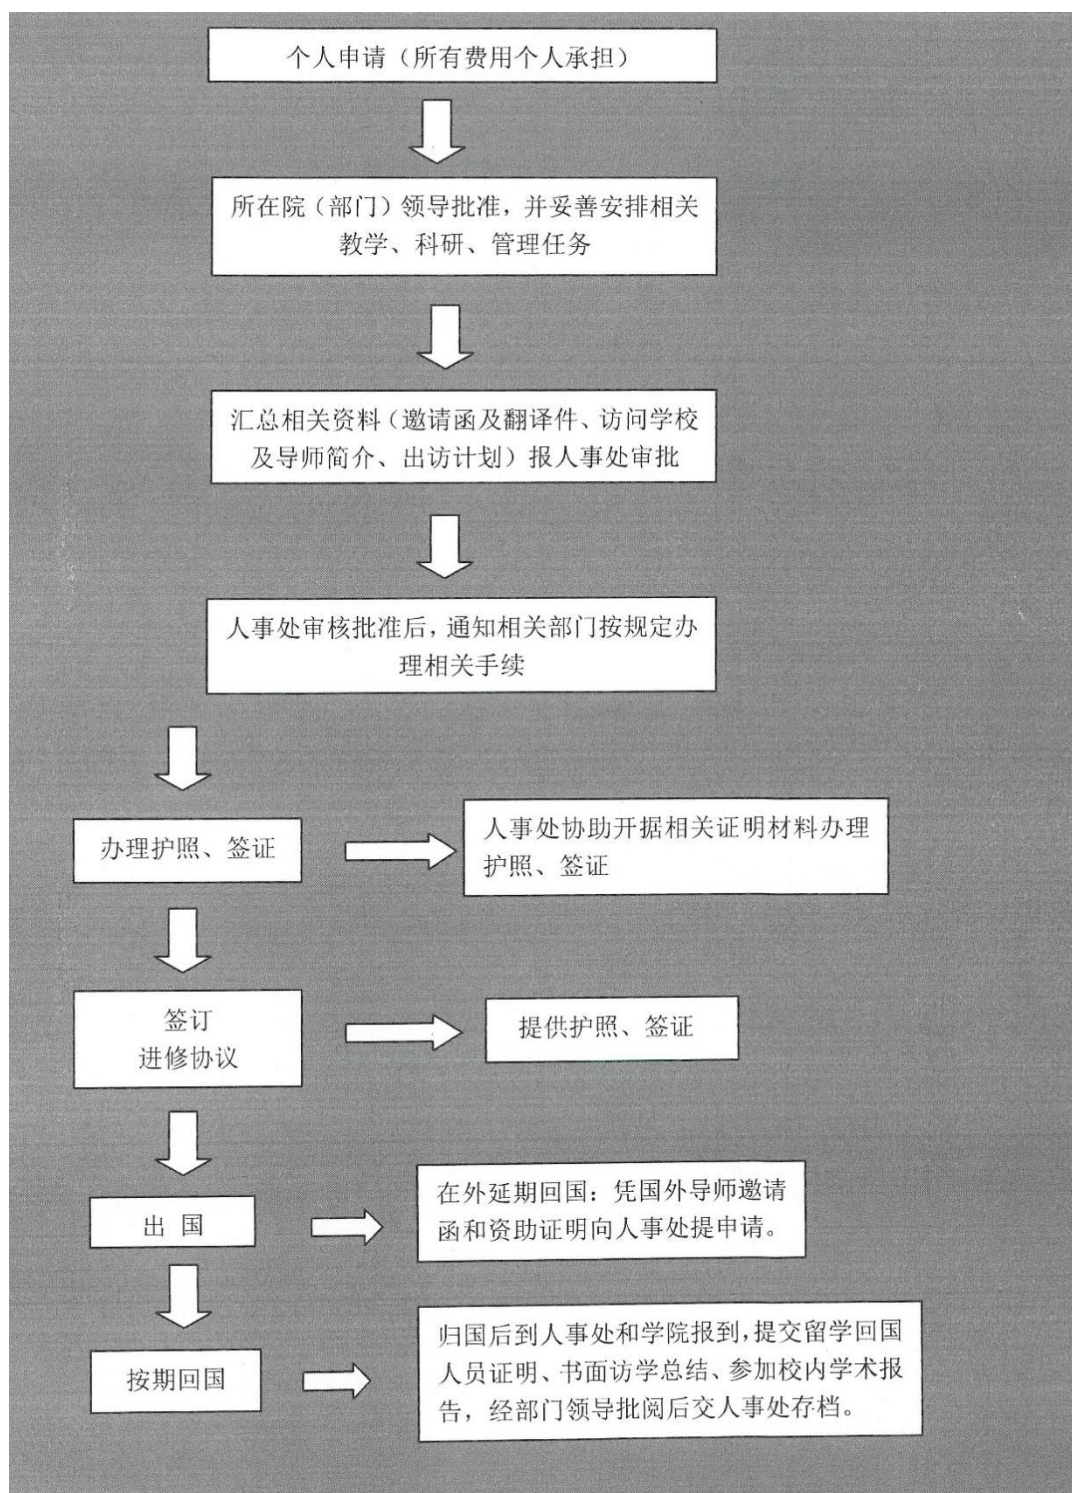 个人申请（所有费用个人承担）
所在院（部门）领导批准，并妥善安排相关
教学、科研、管理任务
汇总相关资料（邀请函及翻译件、访问学校
及导师简介、出访计划）报人事处审批
人事处审核批准后，通知相关部门按规定办
理相关手续
办理护照、签证
人事处协助开据相关证明材料办理
护照、签证
签订
进修协议
提供护照、签证
出 国
在外延期回国：凭国外导师邀请
函和资助证明向人事处提申请。
按期回国
归国后到人事处和学院报到，提交留学回国
人员证明、书面访学总结、参加校内学术报
告，经部门领导批阅后交人事处存档。